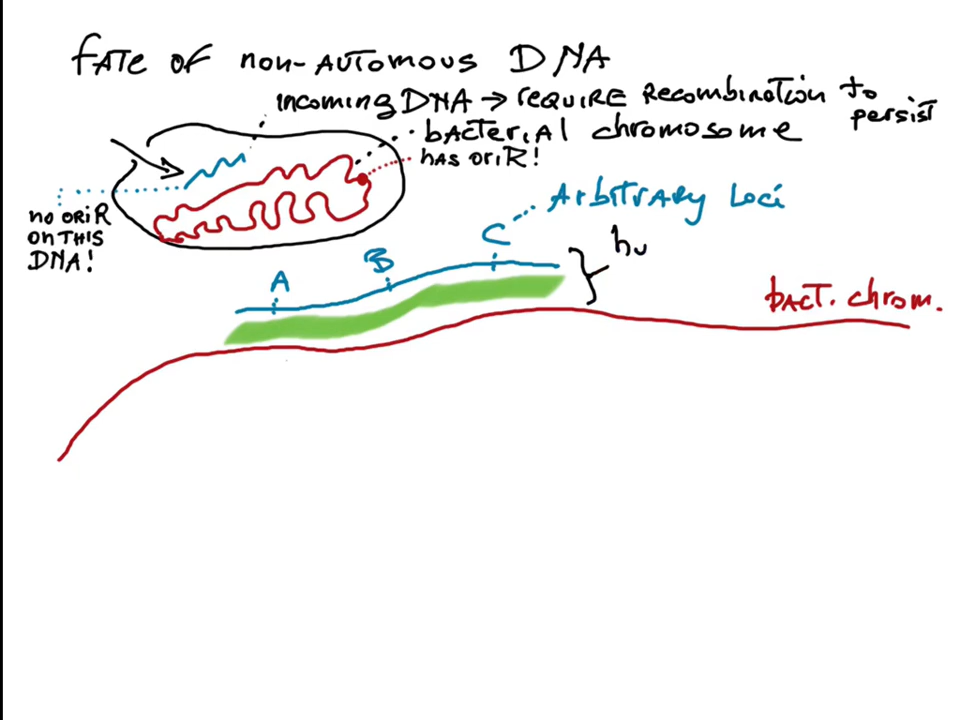 FATE OF non-AUTOMOUS DNA
incoming DNA → REQUIRE Recombination to persist
bacterial chromosome
has oriR!
no ORiR
on THIS
DNA!
Arbitrary Loci
C
B
A
ho
bact. chrom.